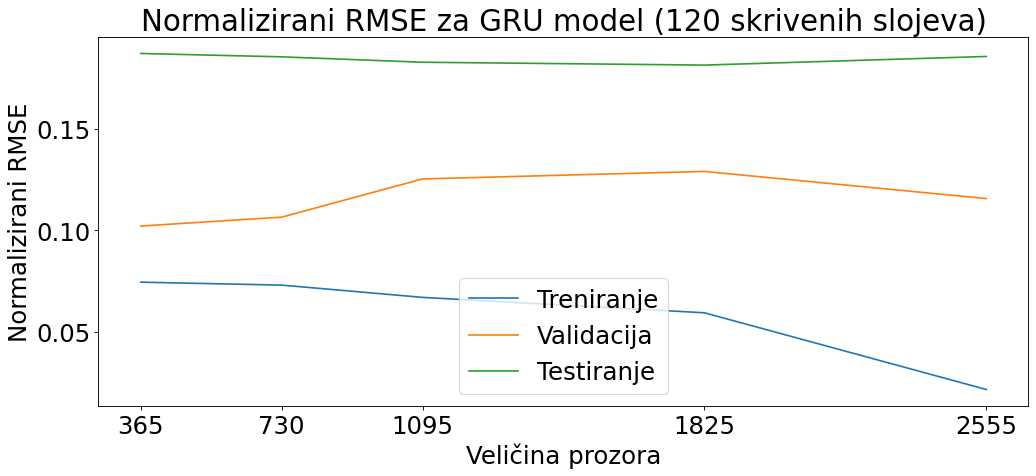 Normalizirani RMSE za GRU model (120 skrivenih slojeva)
Normalizirani RMSE
0.15
0.10
0.05
Treniranje
Validacija
Testiranje
365 730 1095 1825 2555
Veličina prozora